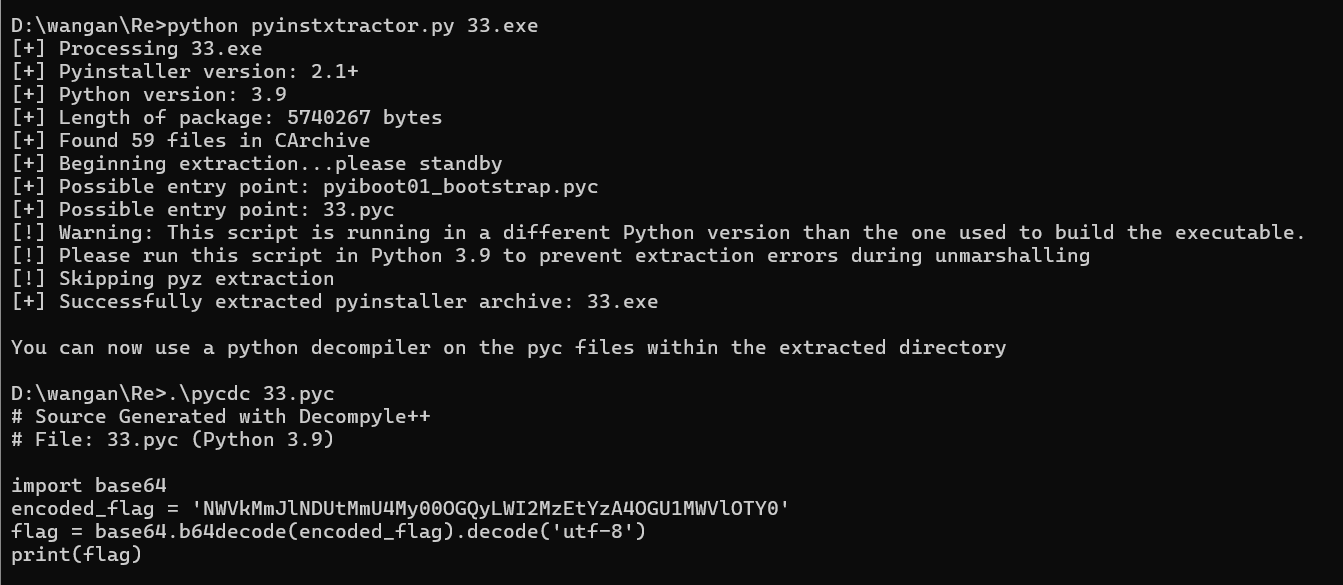 D:\wangan\Re>python pyinstxtractor.py 33.exe
[+] Processing 33.exe
[+] Pyinstaller version: 2.1+
[+] Python version: 3.9
[+] Length of package: 5740267 bytes
[+] Found 59 files in CArchive
[+] Beginning extraction...please standby
[+] Possible entry point: pyiboot01_bootstrap.pyc
[+] Possible entry point: 33.pyc
[!] Warning: This script is running in a different Python version than the one used to build the executable.
[!] Please run this script in Python 3.9 to prevent extraction errors during unmarshalling
[!] Skipping pyz extraction
[+] Successfully extracted pyinstaller archive: 33.exe
You can now use a python decompiler on the pyc files within the extracted directory
D:\wangan\Re>.\pycdc 33.pyc
# Source Generated with Decompyle++
# File: 33.pyc (Python 3.9)
import base64
encoded_flag = 'NWVkMmJlNDUtMmU4My00OGQyLWI2MzEtYzA4OGU1MWVlOTY0'
flag = base64.b64decode(encoded_flag).decode('utf-8')
print(flag)